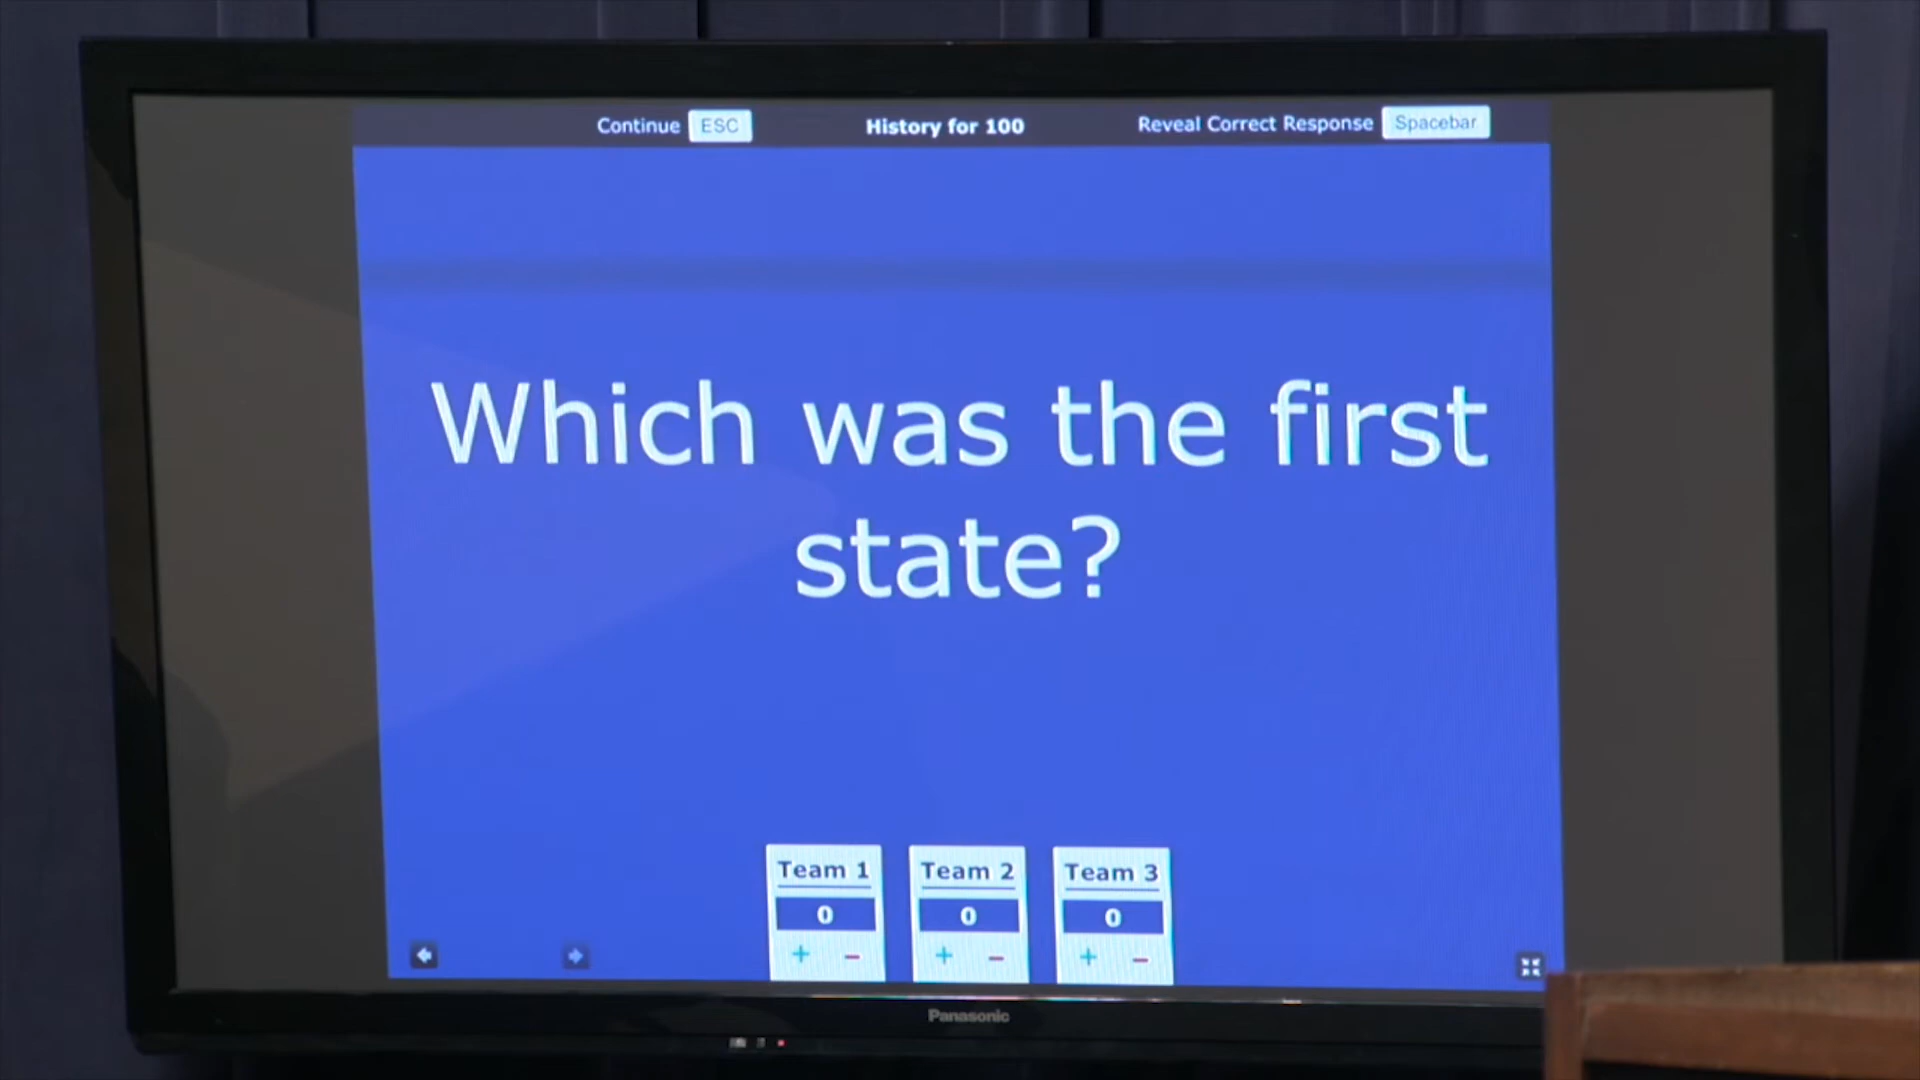 Continue ESC History for 100 Reveal Correct Response Spacebar
Which was the first
state?
Team 1 Team 2 Team 3
0 0 0
+ − + − + −
Panasonic